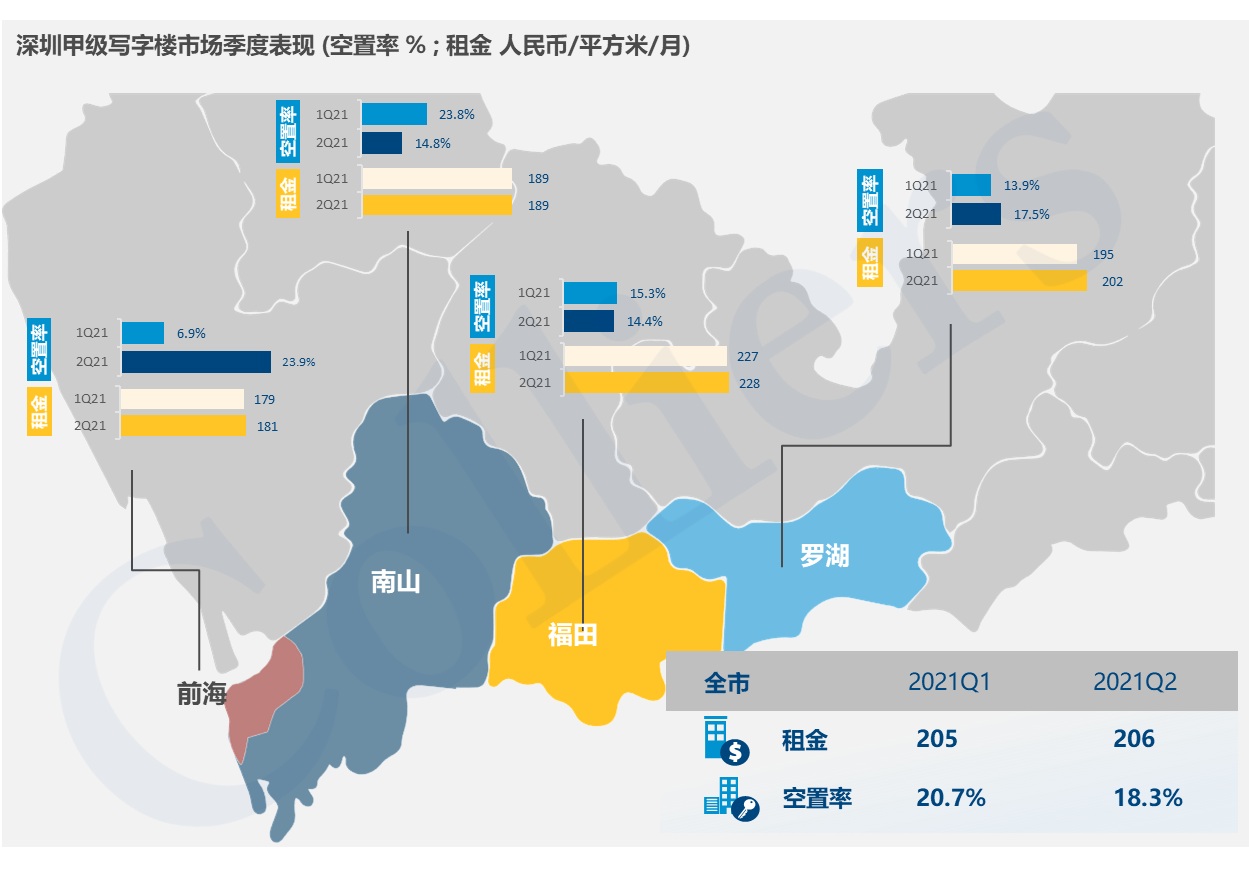 深圳甲级写字楼市场季度表现 (空置率 % ; 租金 人民币/平方米/月)
空置率
1Q21 23.8%
2Q21 14.8%
租金
1Q21 189
2Q21 189
空置率
1Q21 13.9%
2Q21 17.5%
租金
1Q21 195
2Q21 202
空置率
1Q21 15.3%
2Q21 14.4%
租金
1Q21 227
2Q21 228
空置率
1Q21 6.9%
2Q21 23.9%
租金
1Q21 179
2Q21 181
罗湖
南山
福田
前海
全市 2021Q1 2021Q2
$
租金 205 206
空置率 20.7% 18.3%
Colliers